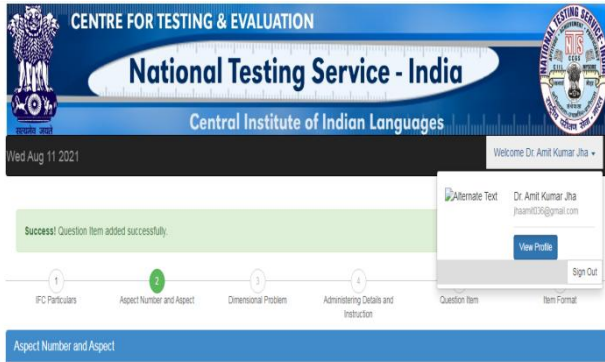 CENTRE FOR TESTING & EVALUATION
National Testing Service - India
Central Institute of Indian Languages
सत्यमेव जयते
Wed Aug 11 2021
Welcome Dr. Amit Kumar Jha
Alternate Text
Dr. Amit Kumar Jha
jhaamit036@gmail.com
View Profile
Sign Out
Success! Question Item added successfully.
1
2
3
4
IFC Particulars
Aspect Number and Aspect
Dimensional Problem
Administering Details and
Instruction
Question Item
Item Format
Aspect Number and Aspect